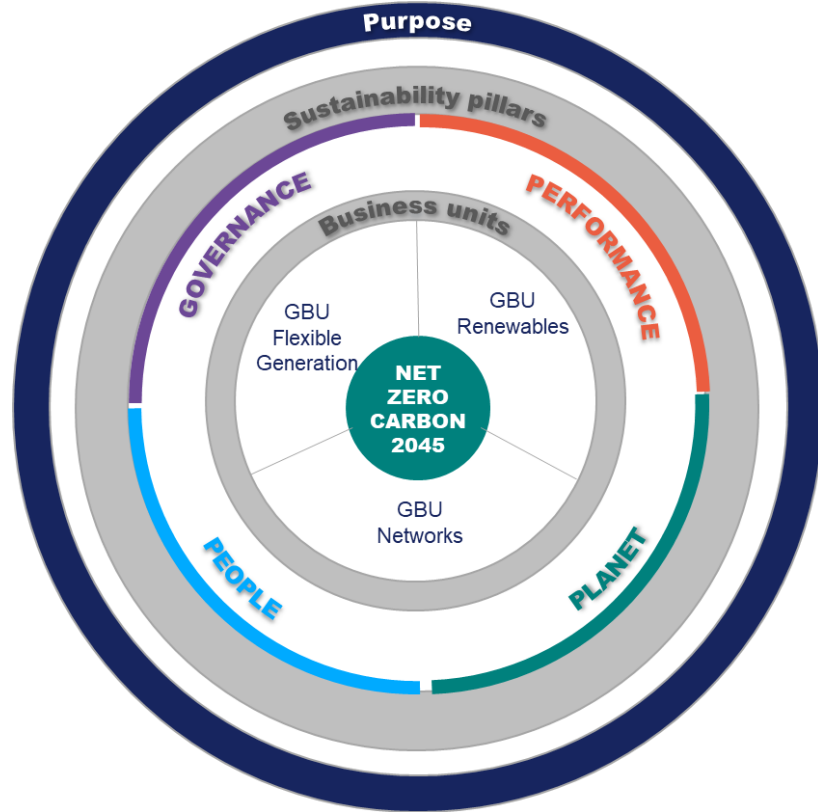 Purpose
Sustainability pillars
GOVERNANCE
PERFORMANCE
Business units
GBU
Flexible
Generation
GBU
Renewables
NET
ZERO
CARBON
2045
GBU
Networks
PEOPLE
PLANET